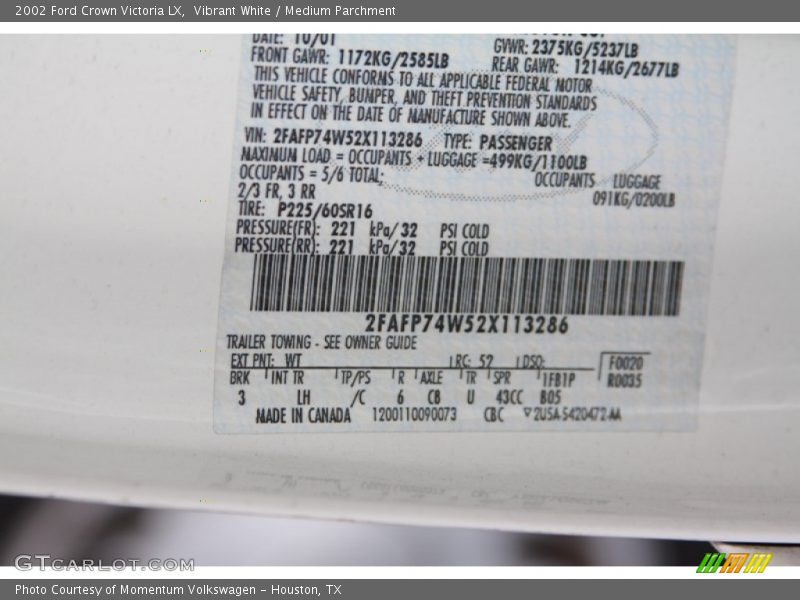 2002 Ford Crown Victoria LX, Vibrant White / Medium Parchment
DATE: 10/01
GVWR: 2375KG/5237LB
FRONT GAWR: 1172KG/2585LB REAR GAWR: 1214KG/2677LB
THIS VEHICLE CONFORMS TO ALL APPLICABLE FEDERAL MOTOR
VEHICLE SAFETY, BUMPER, AND THEFT PREVENTION STANDARDS
IN EFFECT ON THE DATE OF MANUFACTURE SHOWN ABOVE.
VIN: 2FAFP74W52X113286 TYPE: PASSENGER
MAXIMUM LOAD = OCCUPANTS + LUGGAGE =499KG/1100LB
OCCUPANTS = 5/6 TOTAL; OCCUPANTS LUGGAGE
2/3 FR, 3 RR 091KG/0200LB
TIRE: P225/60SR16
PRESSURE(FR): 221 kPa/32 PSI COLD
PRESSURE(RR): 221 kPa/32 PSI COLD
2FAFP74W52X113286
TRAILER TOWING - SEE OWNER GUIDE
EXT PNT: WT RC: 52 DSO: F0020
BRK INT TR TP/PS R AXLE TR SPR 1FB1P R0035
3 LH /C 6 C8 U 43CC B05
MADE IN CANADA 1200110090073 CBC 2U5A-5420472-AA
GTCARLOT.COM
Photo Courtesy of Momentum Volkswagen - Houston, TX